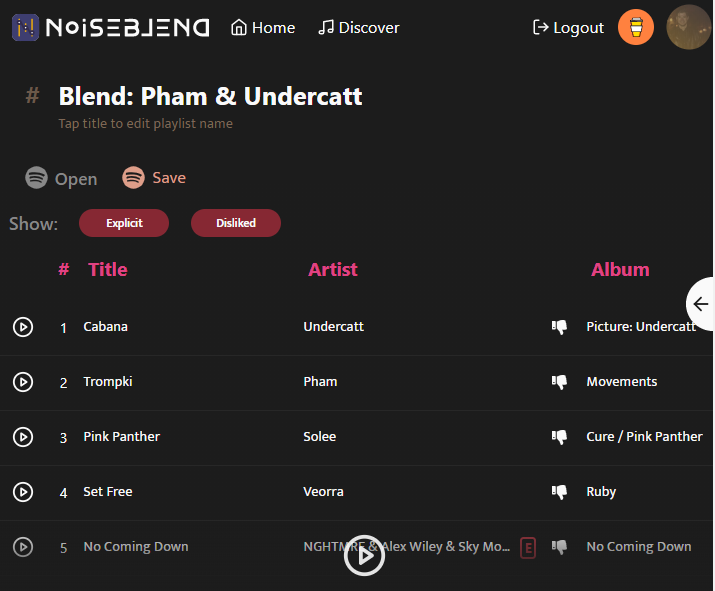 NOISEBLEND Home Discover Logout
# Blend: Pham & Undercatt
Tap title to edit playlist name
Open Save
Show: Explicit Disliked
# Title Artist Album
1 Cabana Undercatt Picture: Undercatt
2 Trompki Pham Movements
3 Pink Panther Solee Cure / Pink Panther
4 Set Free Veorra Ruby
5 No Coming Down NGHTMRE & Alex Wiley & Sky Mo... E No Coming Down